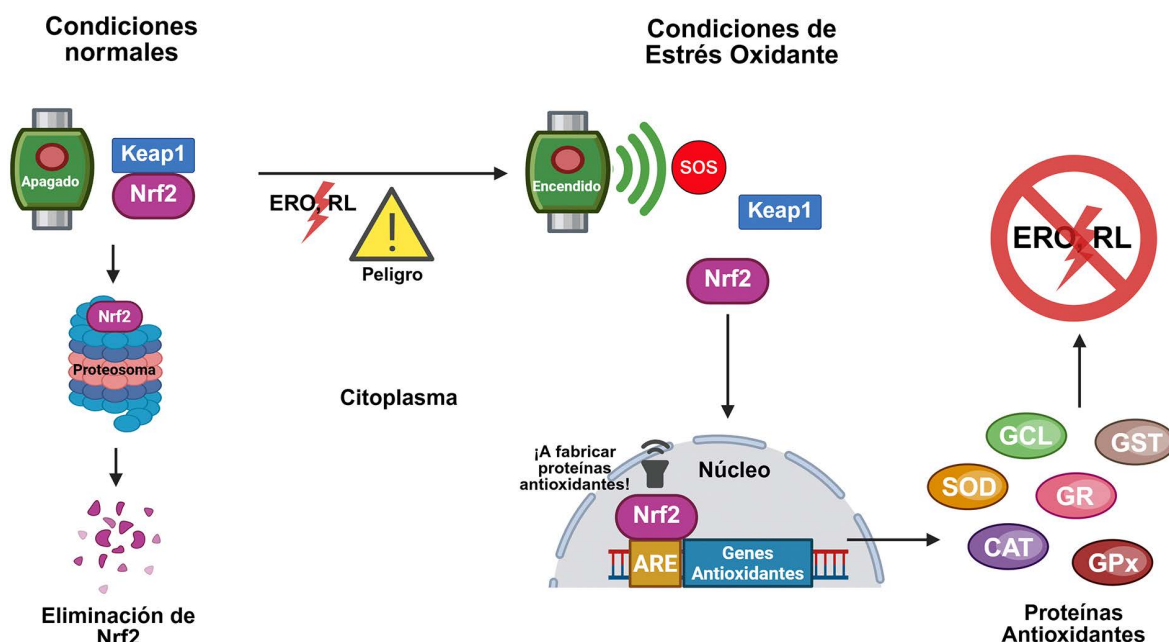 Condiciones
normales
Apagado
Keap1
Nrf2
Nrf2
Proteosoma
Eliminación de
Nrf2
ERO, RL
Peligro
Citoplasma
Condiciones de
Estrés Oxidante
Encendido
SOS
Keap1
Nrf2
¡A fabricar
proteínas
antioxidantes!
Núcleo
Nrf2
ARE
Genes
Antioxidantes
ERO, RL
GCL
GST
SOD
GR
CAT
GPx
Proteínas
Antioxidantes